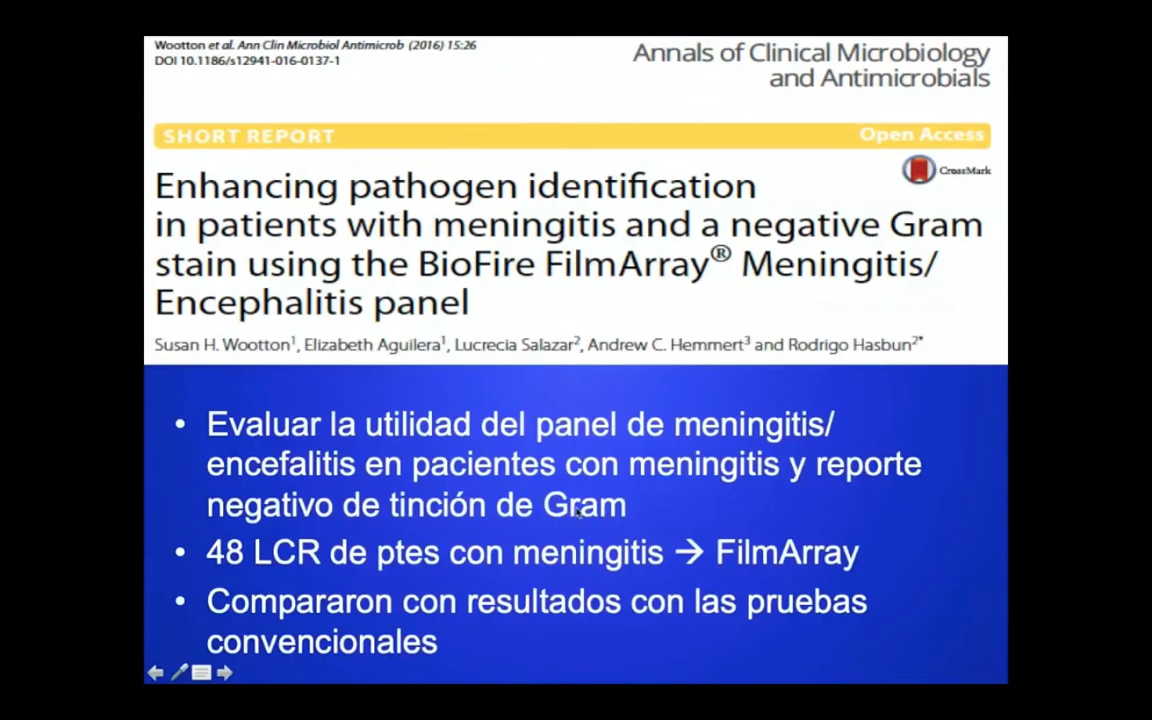 Wootton et al. Ann Clin Microbiol Antimicrob (2016) 15:26
DOI 10.1186/s12941-016-0137-1
Annals of Clinical Microbiology
and Antimicrobials
SHORT REPORT
Open Access
CrossMark
Enhancing pathogen identification
in patients with meningitis and a negative Gram
stain using the BioFire FilmArray® Meningitis/
Encephalitis panel
Susan H. Wootton1, Elizabeth Aguilera1, Lucrecia Salazar2, Andrew C. Hemmert3 and Rodrigo Hasbun2*
• Evaluar la utilidad del panel de meningitis/
encefalitis en pacientes con meningitis y reporte
negativo de tinción de Gram
• 48 LCR de ptes con meningitis → FilmArray
• Compararon con resultados con las pruebas
convencionales